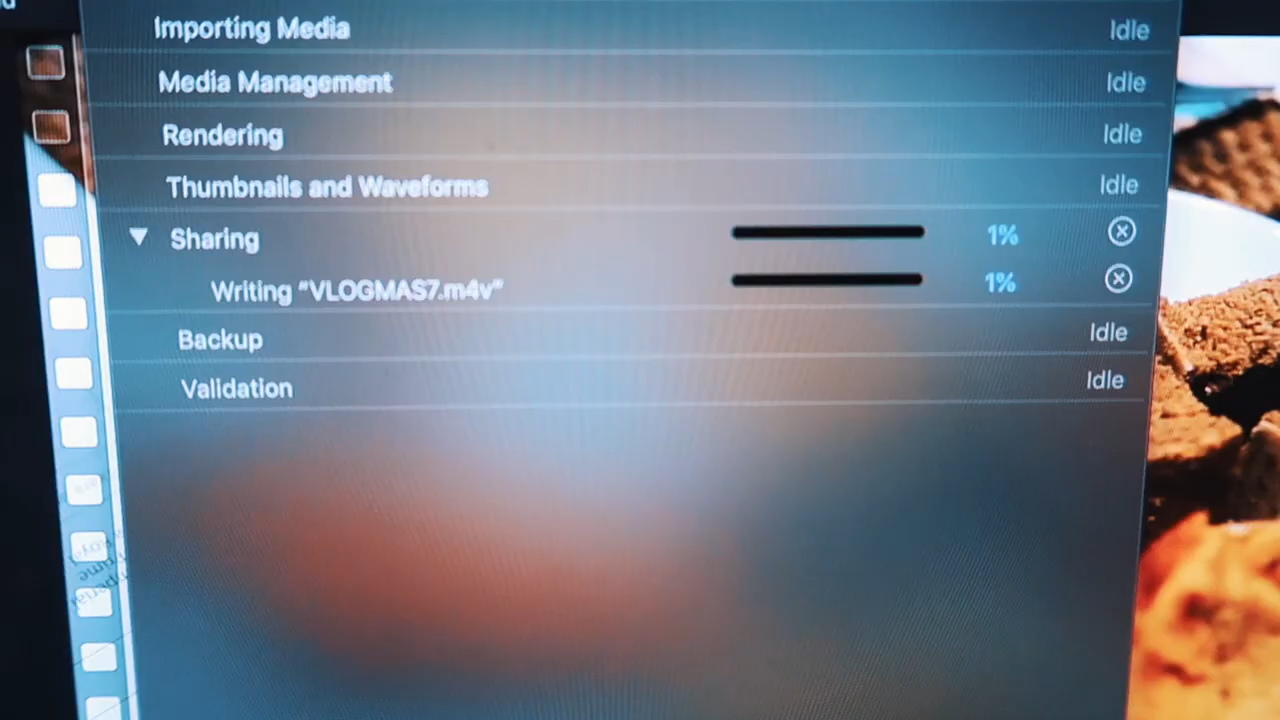 Importing Media Idle
Media Management Idle
Rendering Idle
Thumbnails and Waveforms Idle
Sharing 1%
Writing “VLOGMAS7.m4v” 1%
Backup Idle
Validation Idle